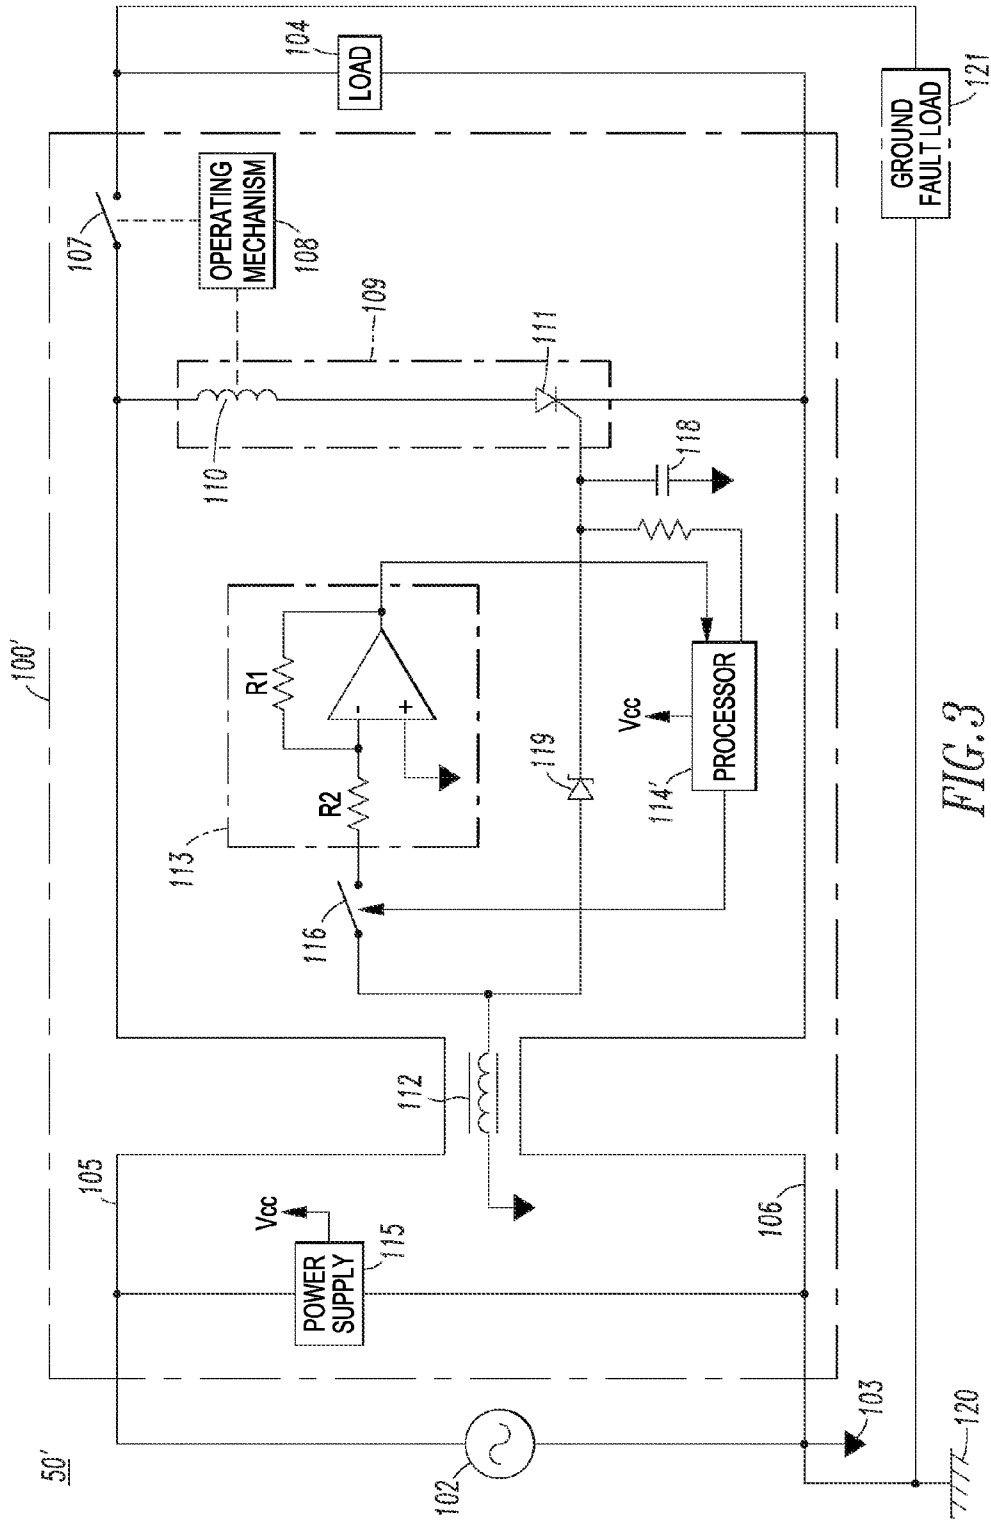 50'
100'
102
103
120
POWER
SUPPLY
115
Vcc
105
106
112
116
113
R2
R1
-
+
119
114'
Vcc
PROCESSOR
118
110
109
111
107
OPERATING
MECHANISM
108
LOAD
104
GROUND
FAULT LOAD
121
FIG.3